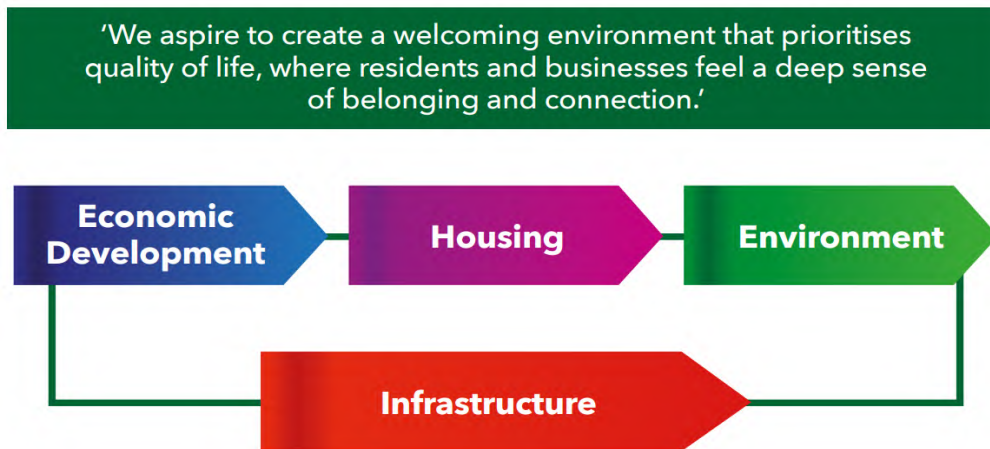 ‘We aspire to create a welcoming environment that prioritises
quality of life, where residents and businesses feel a deep sense
of belonging and connection.’
Economic
Development
Housing
Environment
Infrastructure